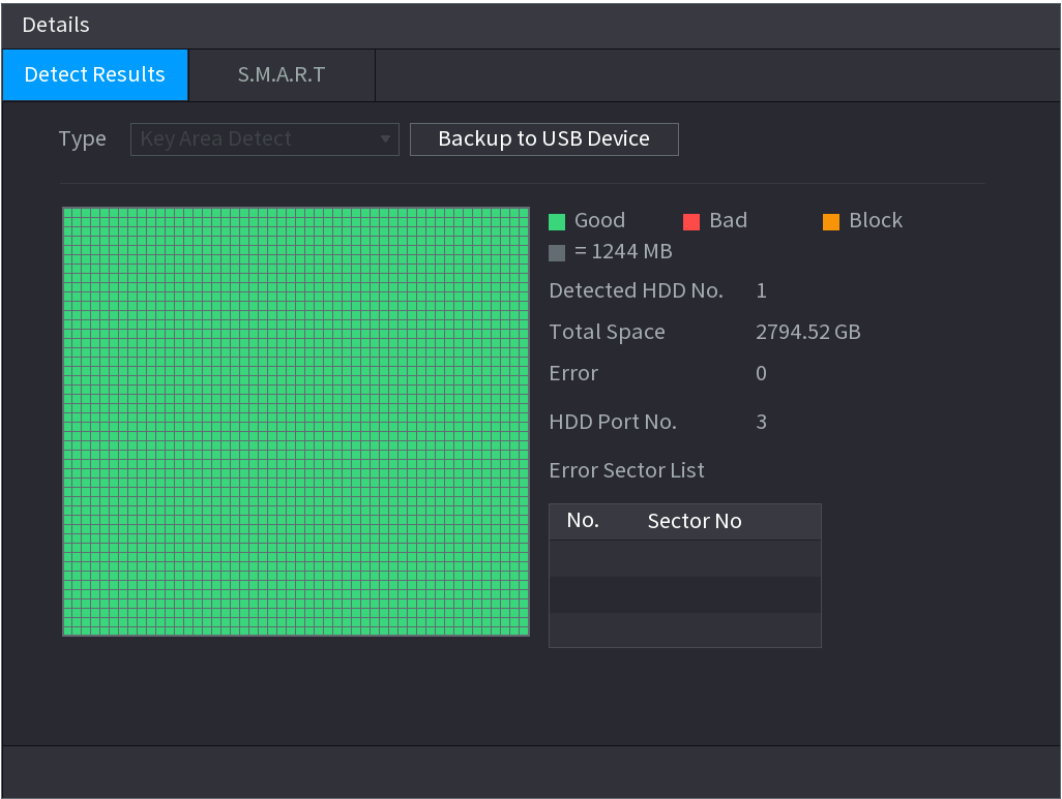 Details
Detect Results S.M.A.R.T
Type Key Area Detect Backup to USB Device
Good Bad Block
= 1244 MB
Detected HDD No. 1
Total Space 2794.52 GB
Error 0
HDD Port No. 3
Error Sector List
No. Sector No